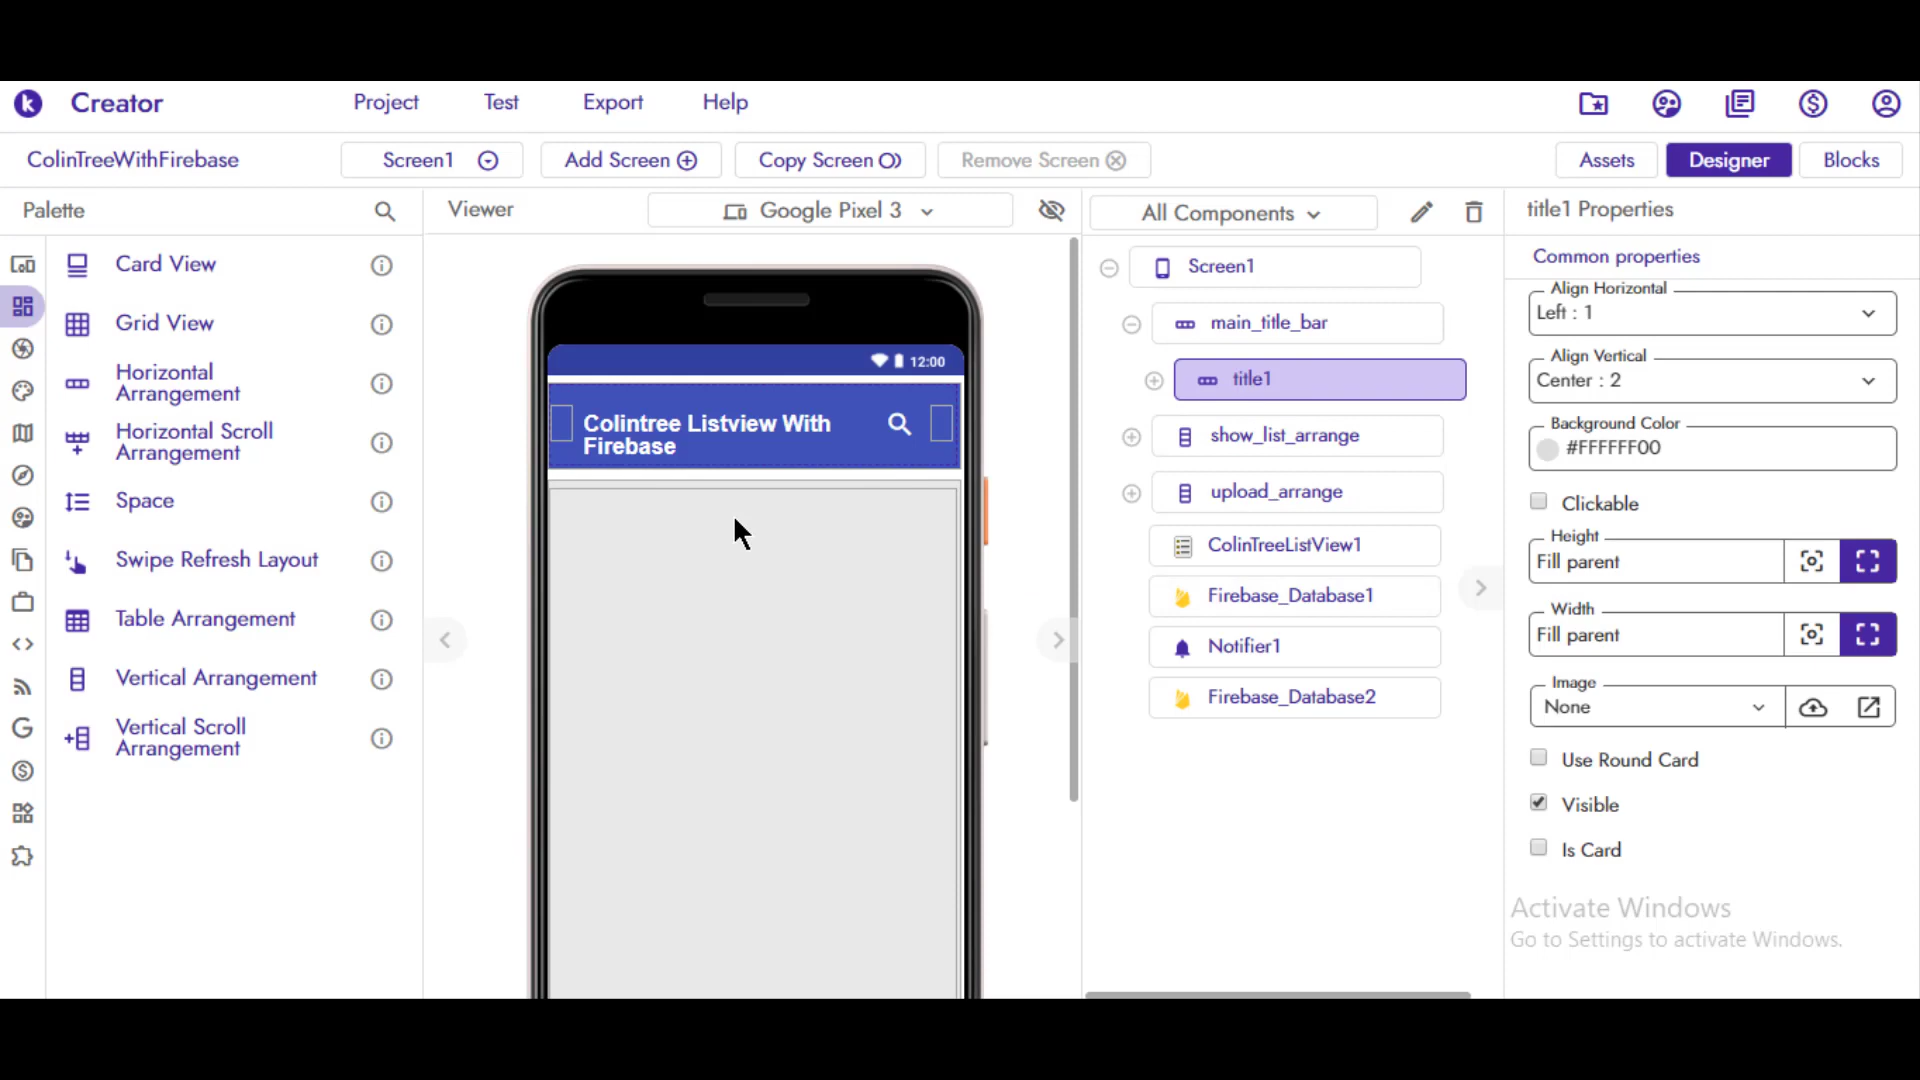 Creator
Project
Test
Export
Help
ColinTreeWithFirebase
Screen1
Add Screen
Copy Screen
Remove Screen
Assets
Designer
Blocks
Palette
Card View
Grid View
Horizontal
Arrangement
Horizontal Scroll
Arrangement
Space
Swipe Refresh Layout
Table Arrangement
Vertical Arrangement
Vertical Scroll
Arrangement
Viewer
Google Pixel 3
12:00
Colintree Listview With
Firebase
All Components
Screen1
main_title_bar
title1
show_list_arrange
upload_arrange
ColinTreeListView1
Firebase_Database1
Notifier1
Firebase_Database2
title1 Properties
Common properties
Align Horizontal
Left : 1
Align Vertical
Center : 2
Background Color
#FFFFFF00
Clickable
Height
Fill parent
Width
Fill parent
Image
None
Use Round Card
Visible
Is Card
Activate Windows
Go to Settings to activate Windows.